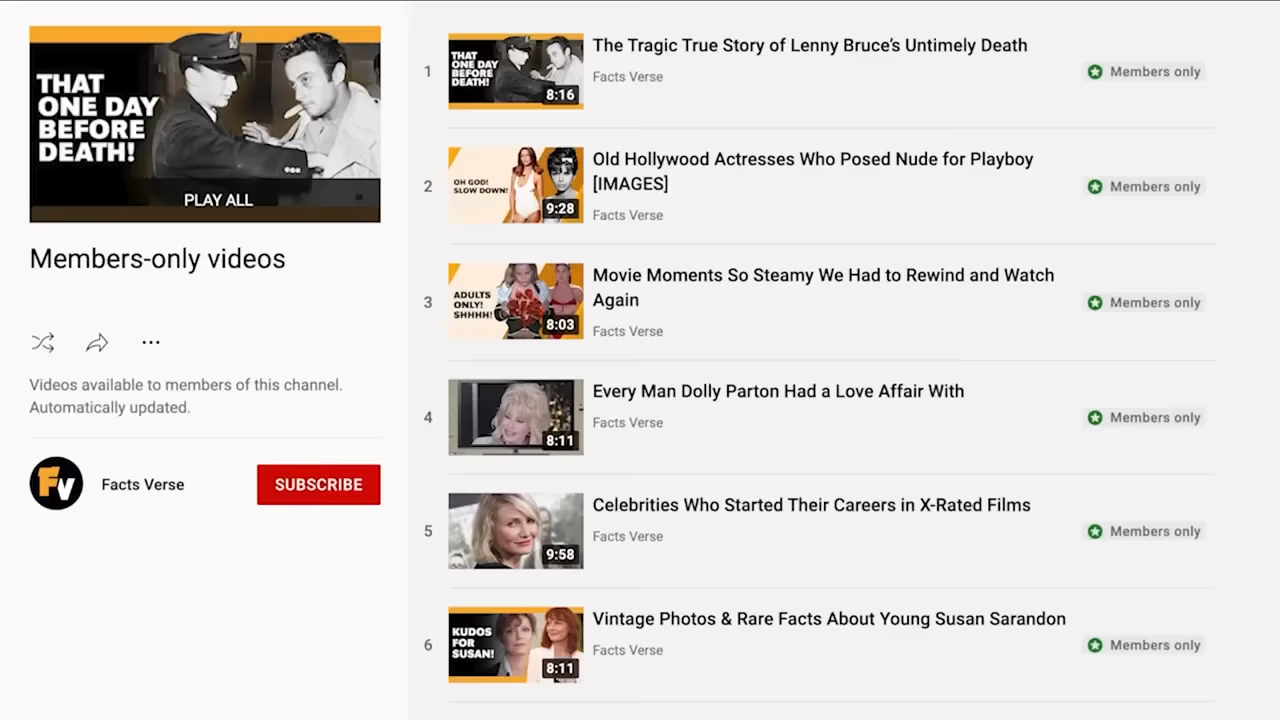 THAT
ONE DAY
BEFORE
DEATH!
PLAY ALL
Members-only videos
Videos available to members of this channel.
Automatically updated.
FV
Facts Verse
SUBSCRIBE
1
THAT
ONE DAY
BEFORE
DEATH!
8:16
The Tragic True Story of Lenny Bruce’s Untimely Death
Facts Verse
Members only
2
OH GOD!
SLOW DOWN!
9:28
Old Hollywood Actresses Who Posed Nude for Playboy
[IMAGES]
Facts Verse
Members only
3
ADULTS
ONLY!
SHHHH!
8:03
Movie Moments So Steamy We Had to Rewind and Watch
Again
Facts Verse
Members only
4
8:11
Every Man Dolly Parton Had a Love Affair With
Facts Verse
Members only
5
9:58
Celebrities Who Started Their Careers in X-Rated Films
Facts Verse
Members only
6
KUDOS
FOR
SUSAN!
8:11
Vintage Photos & Rare Facts About Young Susan Sarandon
Facts Verse
Members only